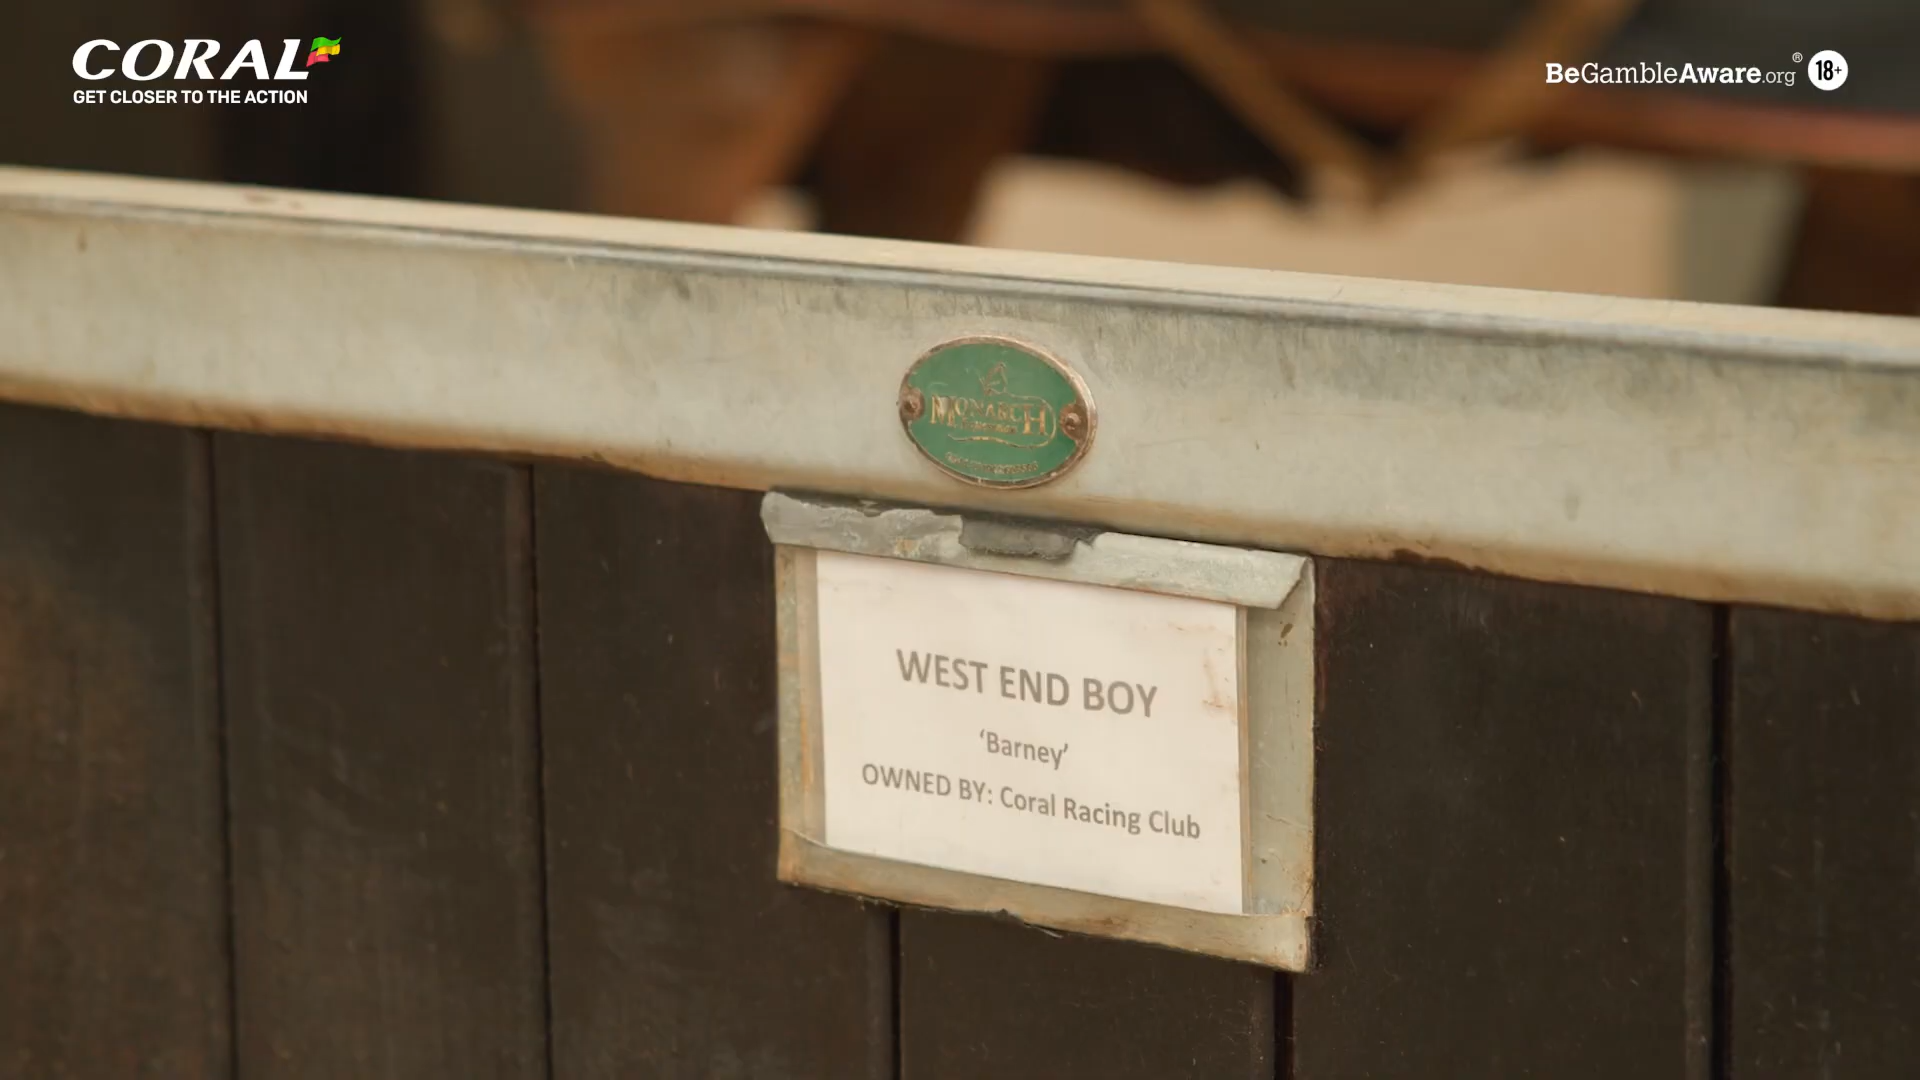 CORAL
GET CLOSER TO THE ACTION
BeGambleAware.org® 18+
MONARCH
WEST END BOY
‘Barney’
OWNED BY: Coral Racing Club